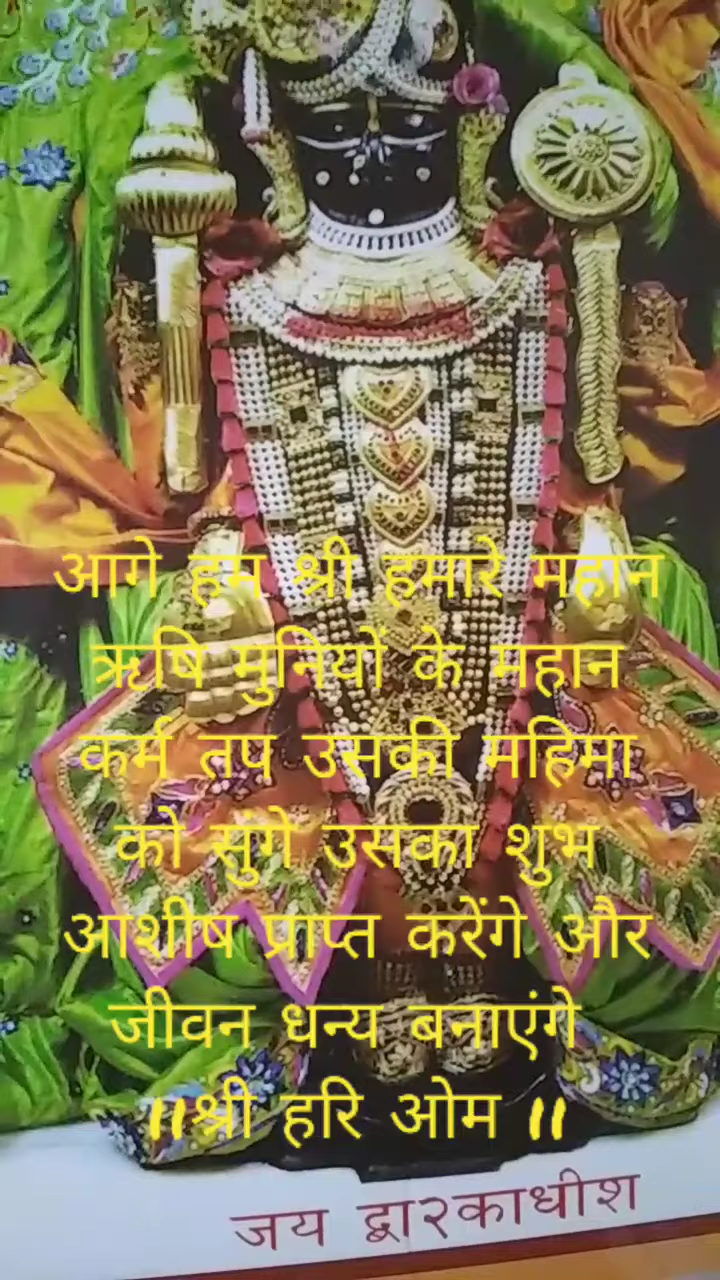 आगे हम श्री हमारे महान
ऋषि मुनियों के महान
कर्म तप उसकी महिमा
को सुंगे उसका शुभ
आशीष प्राप्त करेंगे और
जीवन धन्य बनाएंगे
॥श्री हरि ओम ॥
जय द्वारकाधीश